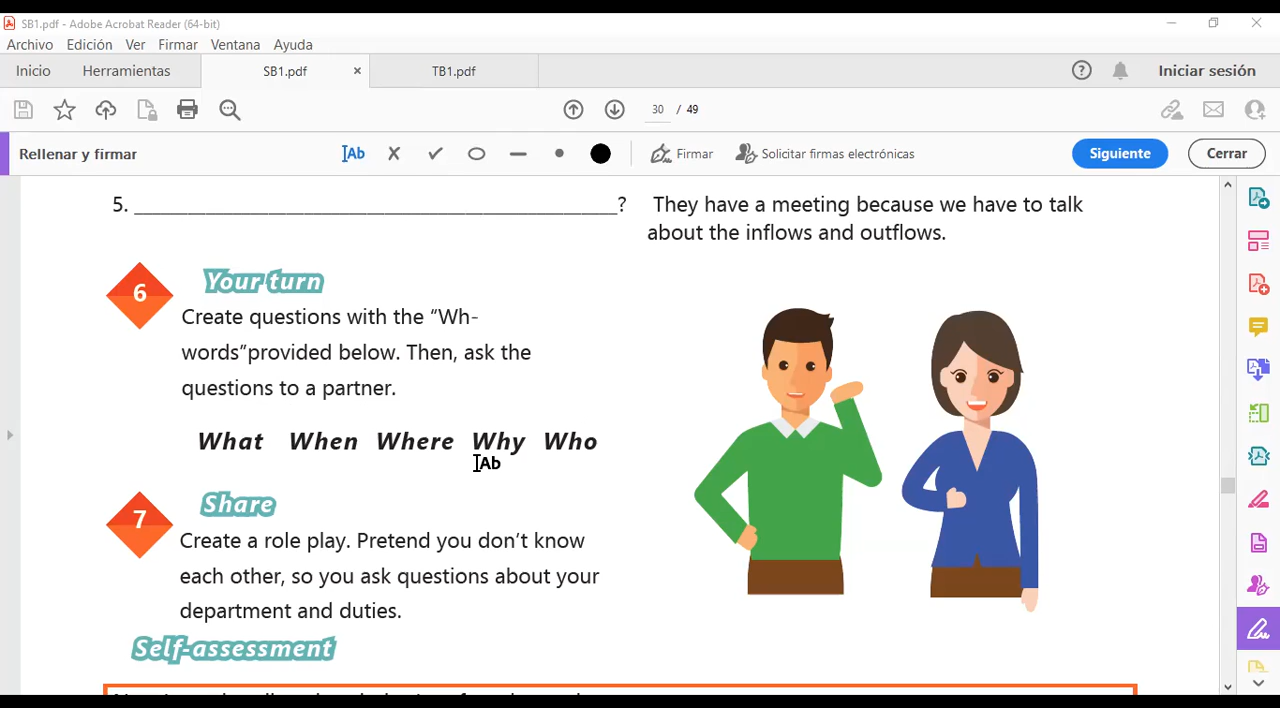 SB1.pdf - Adobe Acrobat Reader (64-bit)
Archivo Edición Ver Firmar Ventana Ayuda
Inicio Herramientas SB1.pdf × TB1.pdf Iniciar sesión
30 / 49
Rellenar y firmar Ab Firmar Solicitar firmas electrónicas Siguiente Cerrar
5. ____________________________________________? They have a meeting because we have to talk
about the inflows and outflows.
6 Your turn
Create questions with the “Wh-
words”provided below. Then, ask the
questions to a partner.
What When Where Why Who
Ab
7 Share
Create a role play. Pretend you don’t know
each other, so you ask questions about your
department and duties.
Self-assessment